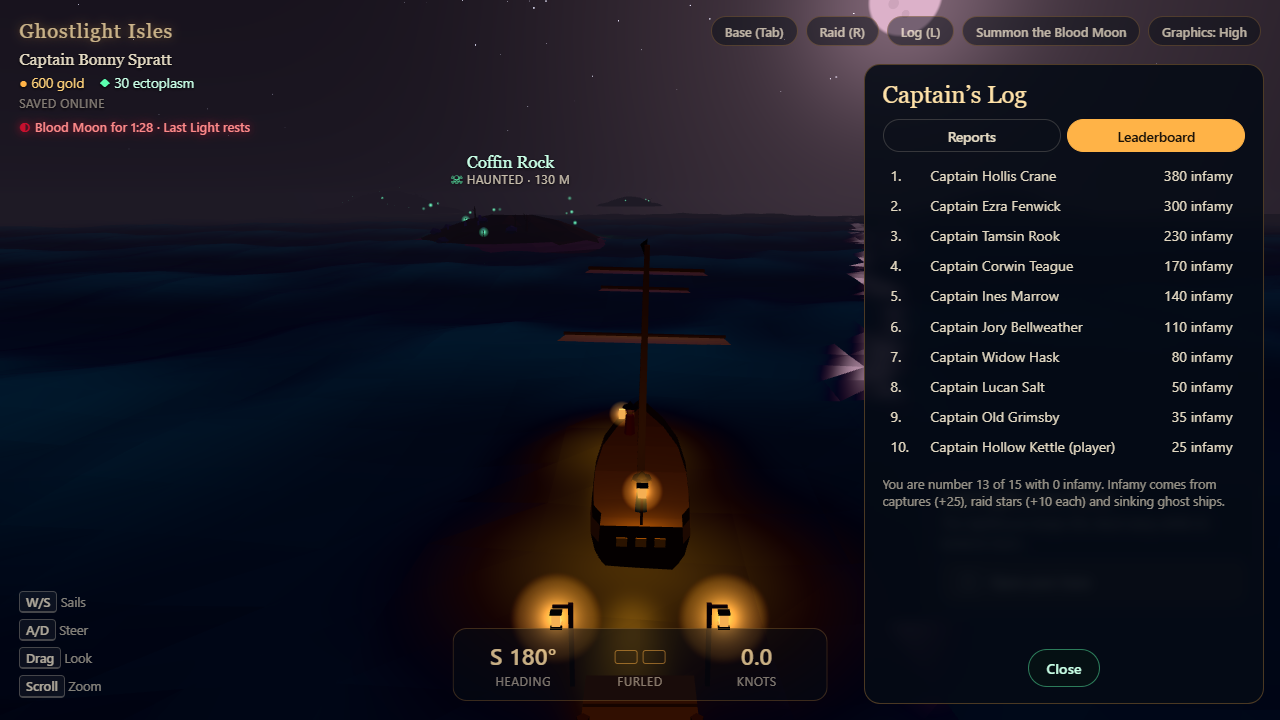 Ghostlight Isles
Captain Bonny Spratt
600 gold 30 ectoplasm
SAVED ONLINE
Blood Moon for 1:28 · Last Light rests
Base (Tab)
Raid (R)
Log (L)
Summon the Blood Moon
Graphics: High
Coffin Rock
HAUNTED · 130 M
Captain’s Log
Reports
Leaderboard
1. Captain Hollis Crane 380 infamy
2. Captain Ezra Fenwick 300 infamy
3. Captain Tamsin Rook 230 infamy
4. Captain Corwin Teague 170 infamy
5. Captain Ines Marrow 140 infamy
6. Captain Jory Bellweather 110 infamy
7. Captain Widow Hask 80 infamy
8. Captain Lucan Salt 50 infamy
9. Captain Old Grimsby 35 infamy
10. Captain Hollow Kettle (player) 25 infamy
You are number 13 of 15 with 0 infamy. Infamy comes from
captures (+25), raid stars (+10 each) and sinking ghost ships.
Close
W/S Sails
A/D Steer
Drag Look
Scroll Zoom
S 180° 0.0
HEADING FURLED KNOTS